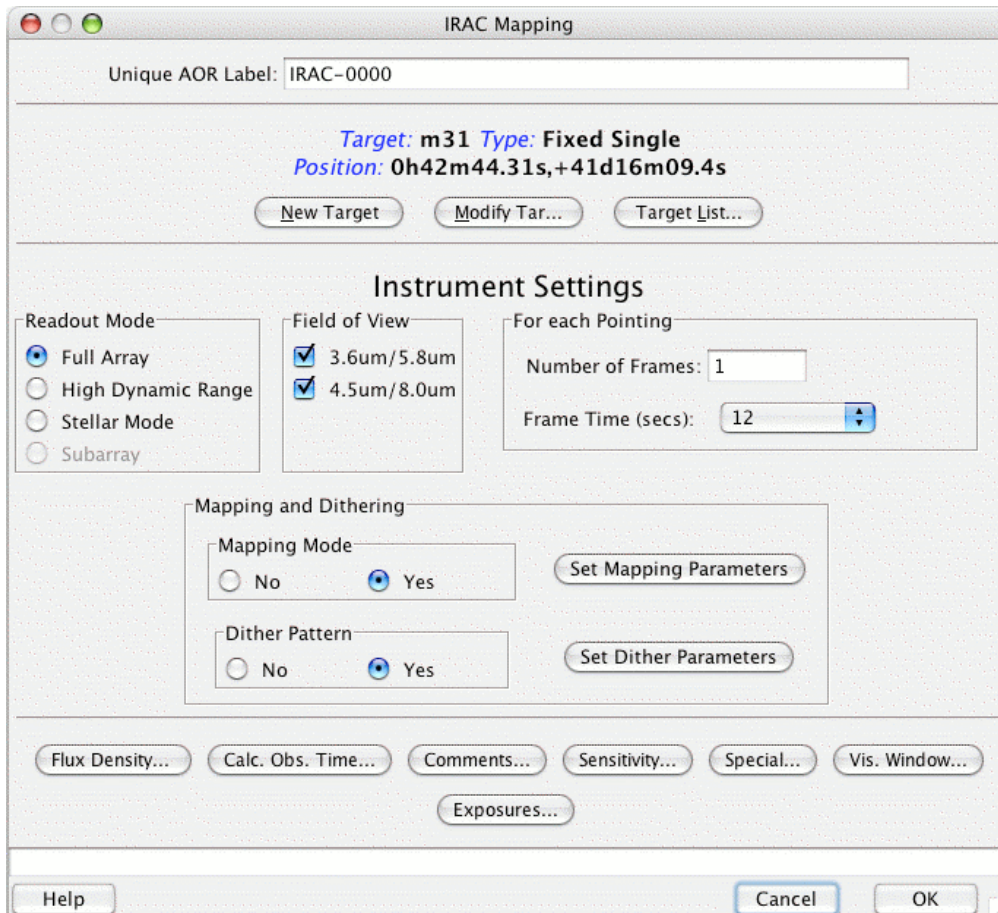 IRAC Mapping
Unique AOR Label: IRAC-0000
Target: m31 Type: Fixed Single
Position: 0h42m44.31s,+41d16m09.4s
New Target Modify Tar... Target List...
Instrument Settings
Readout Mode
Full Array
High Dynamic Range
Stellar Mode
Subarray
Field of View
3.6um/5.8um
4.5um/8.0um
For each Pointing
Number of Frames: 1
Frame Time (secs): 12
Mapping and Dithering
Mapping Mode
No Yes
Set Mapping Parameters
Dither Pattern
No Yes
Set Dither Parameters
Flux Density... Calc. Obs. Time... Comments... Sensitivity... Special... Vis. Window...
Exposures...
Help Cancel OK